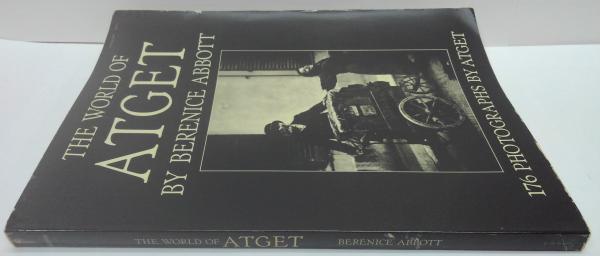 THE WORLD OF
ATGET
BY BERENICE ABBOTT
176 PHOTOGRAPHS BY ATGET
THE WORLD OF ATGET BERENICE ABBOTT